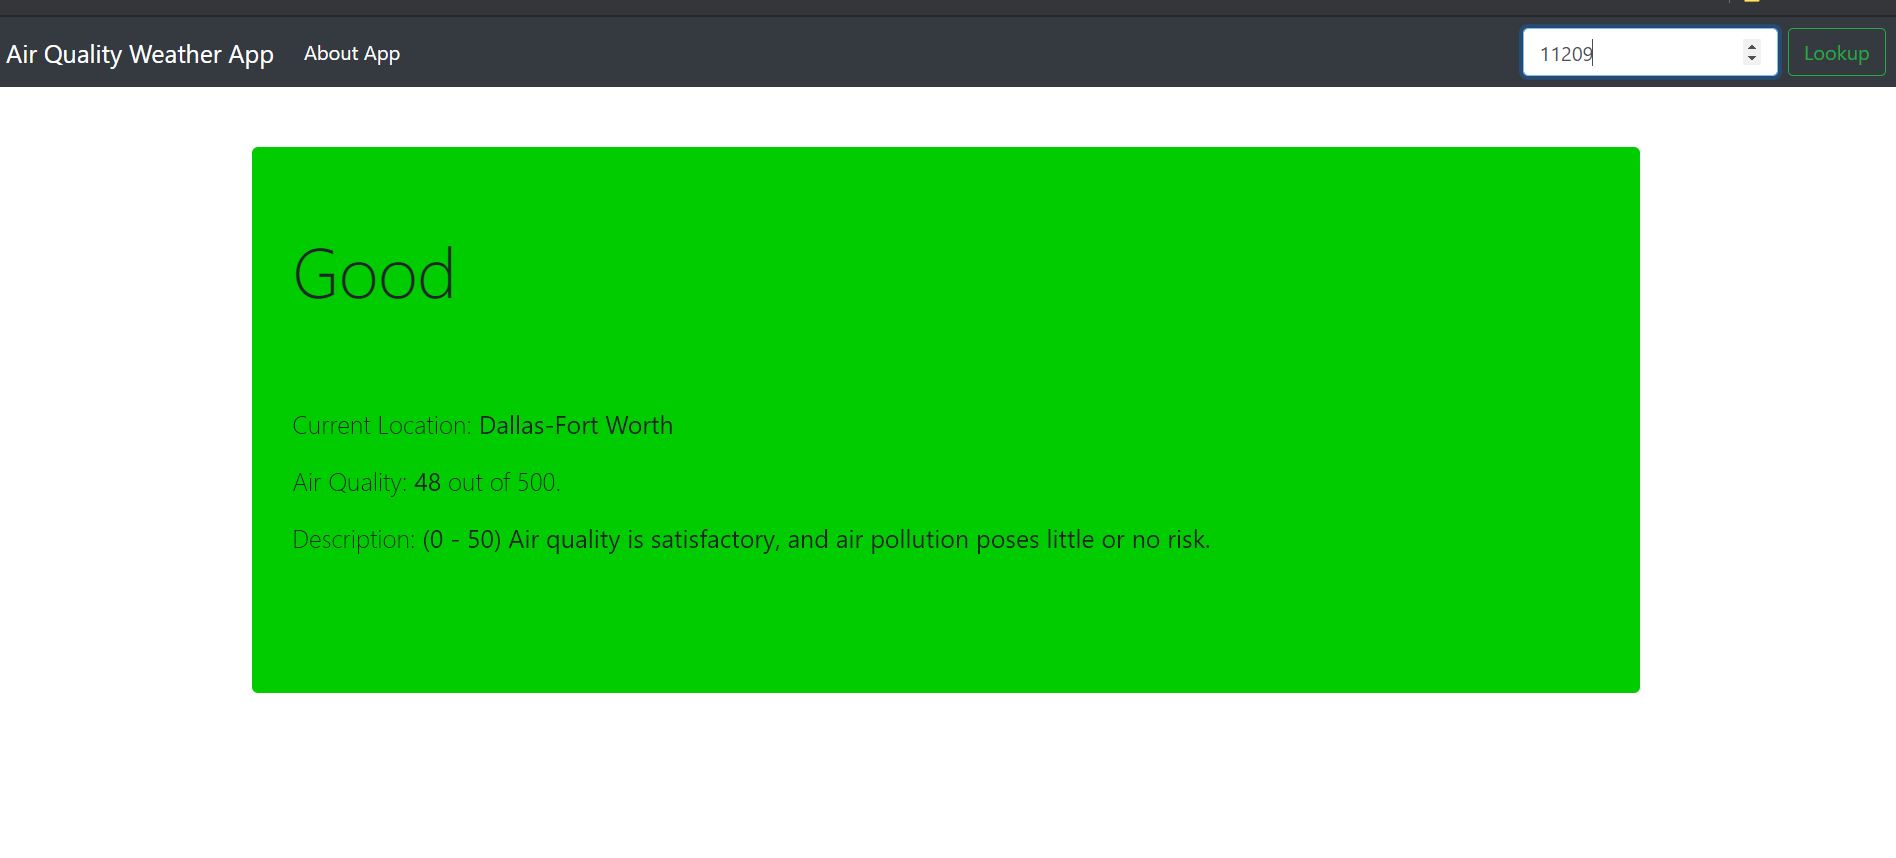 Air Quality Weather App About App 11209 Lookup
Good
Current Location: Dallas-Fort Worth
Air Quality: 48 out of 500.
Description: (0 - 50) Air quality is satisfactory, and air pollution poses little or no risk.